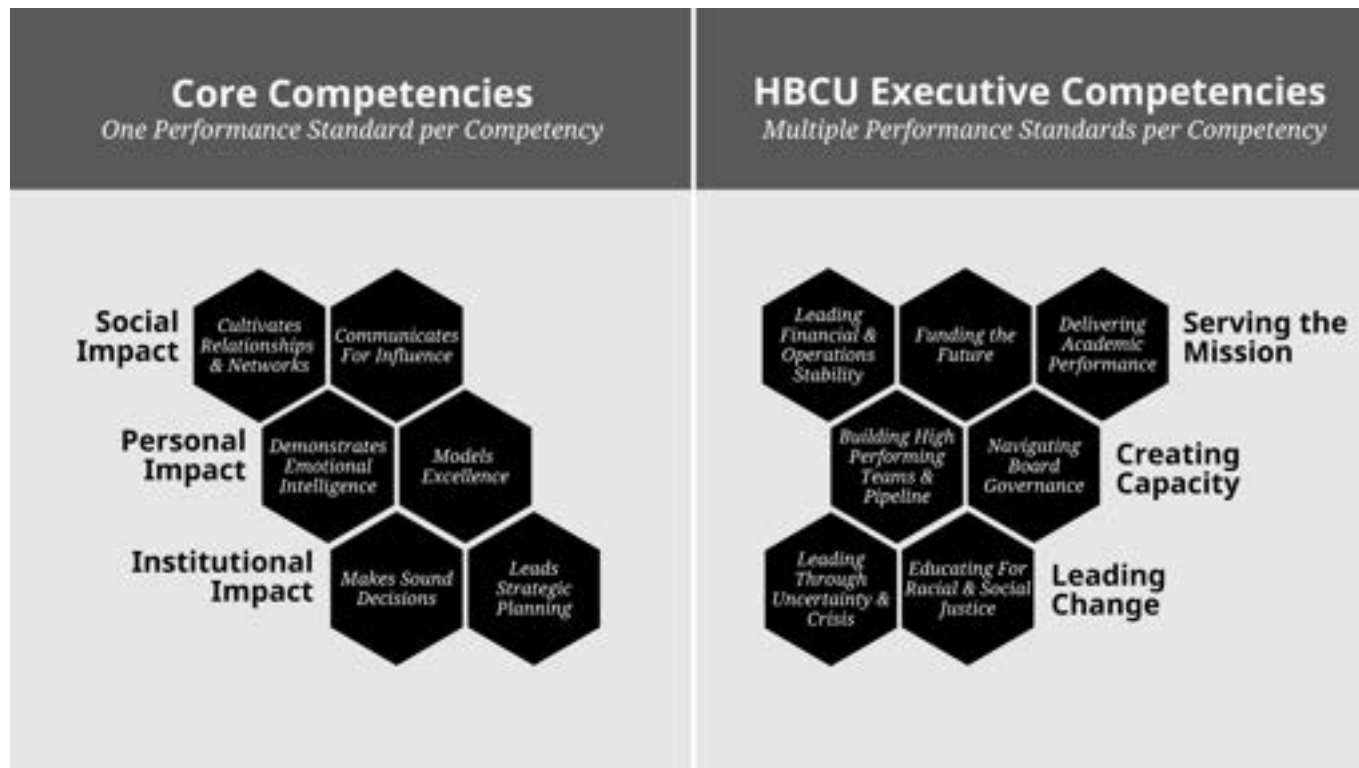 Core Competencies
One Performance Standard per Competency
Social
Impact
Cultivates
Relationships
& Networks
Communicates
For Influence
Personal
Impact
Demonstrates
Emotional
Intelligence
Models
Excellence
Institutional
Impact
Makes Sound
Decisions
Leads
Strategic
Planning
HBCU Executive Competencies
Multiple Performance Standards per Competency
Leading
Financial &
Operations
Stability
Funding the
Future
Delivering
Academic
Performance
Serving the
Mission
Building High
Performing
Teams &
Pipeline
Navigating
Board
Governance
Creating
Capacity
Leading
Through
Uncertainty &
Crisis
Educating For
Racial & Social
Justice
Leading
Change